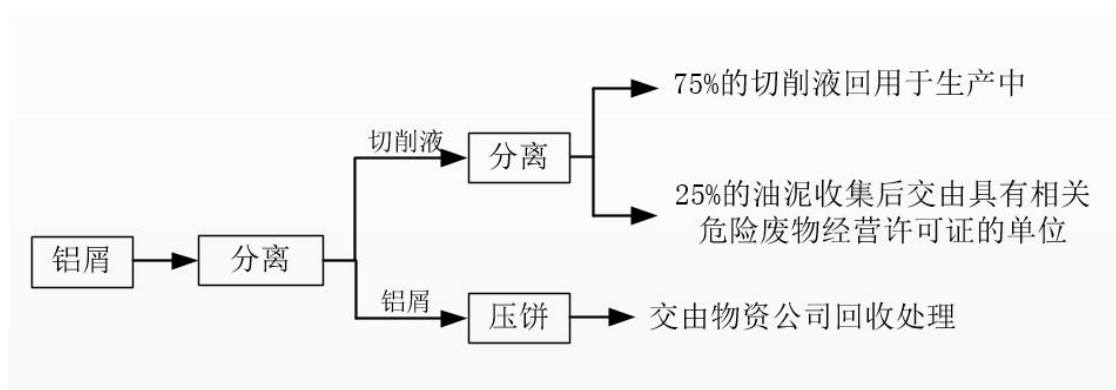 75%的切削液回用于生产中
切削液
分离
25%的油泥收集后交由具有相关
危险废物经营许可证的单位
铝屑
分离
铝屑
压饼
交由物资公司回收处理